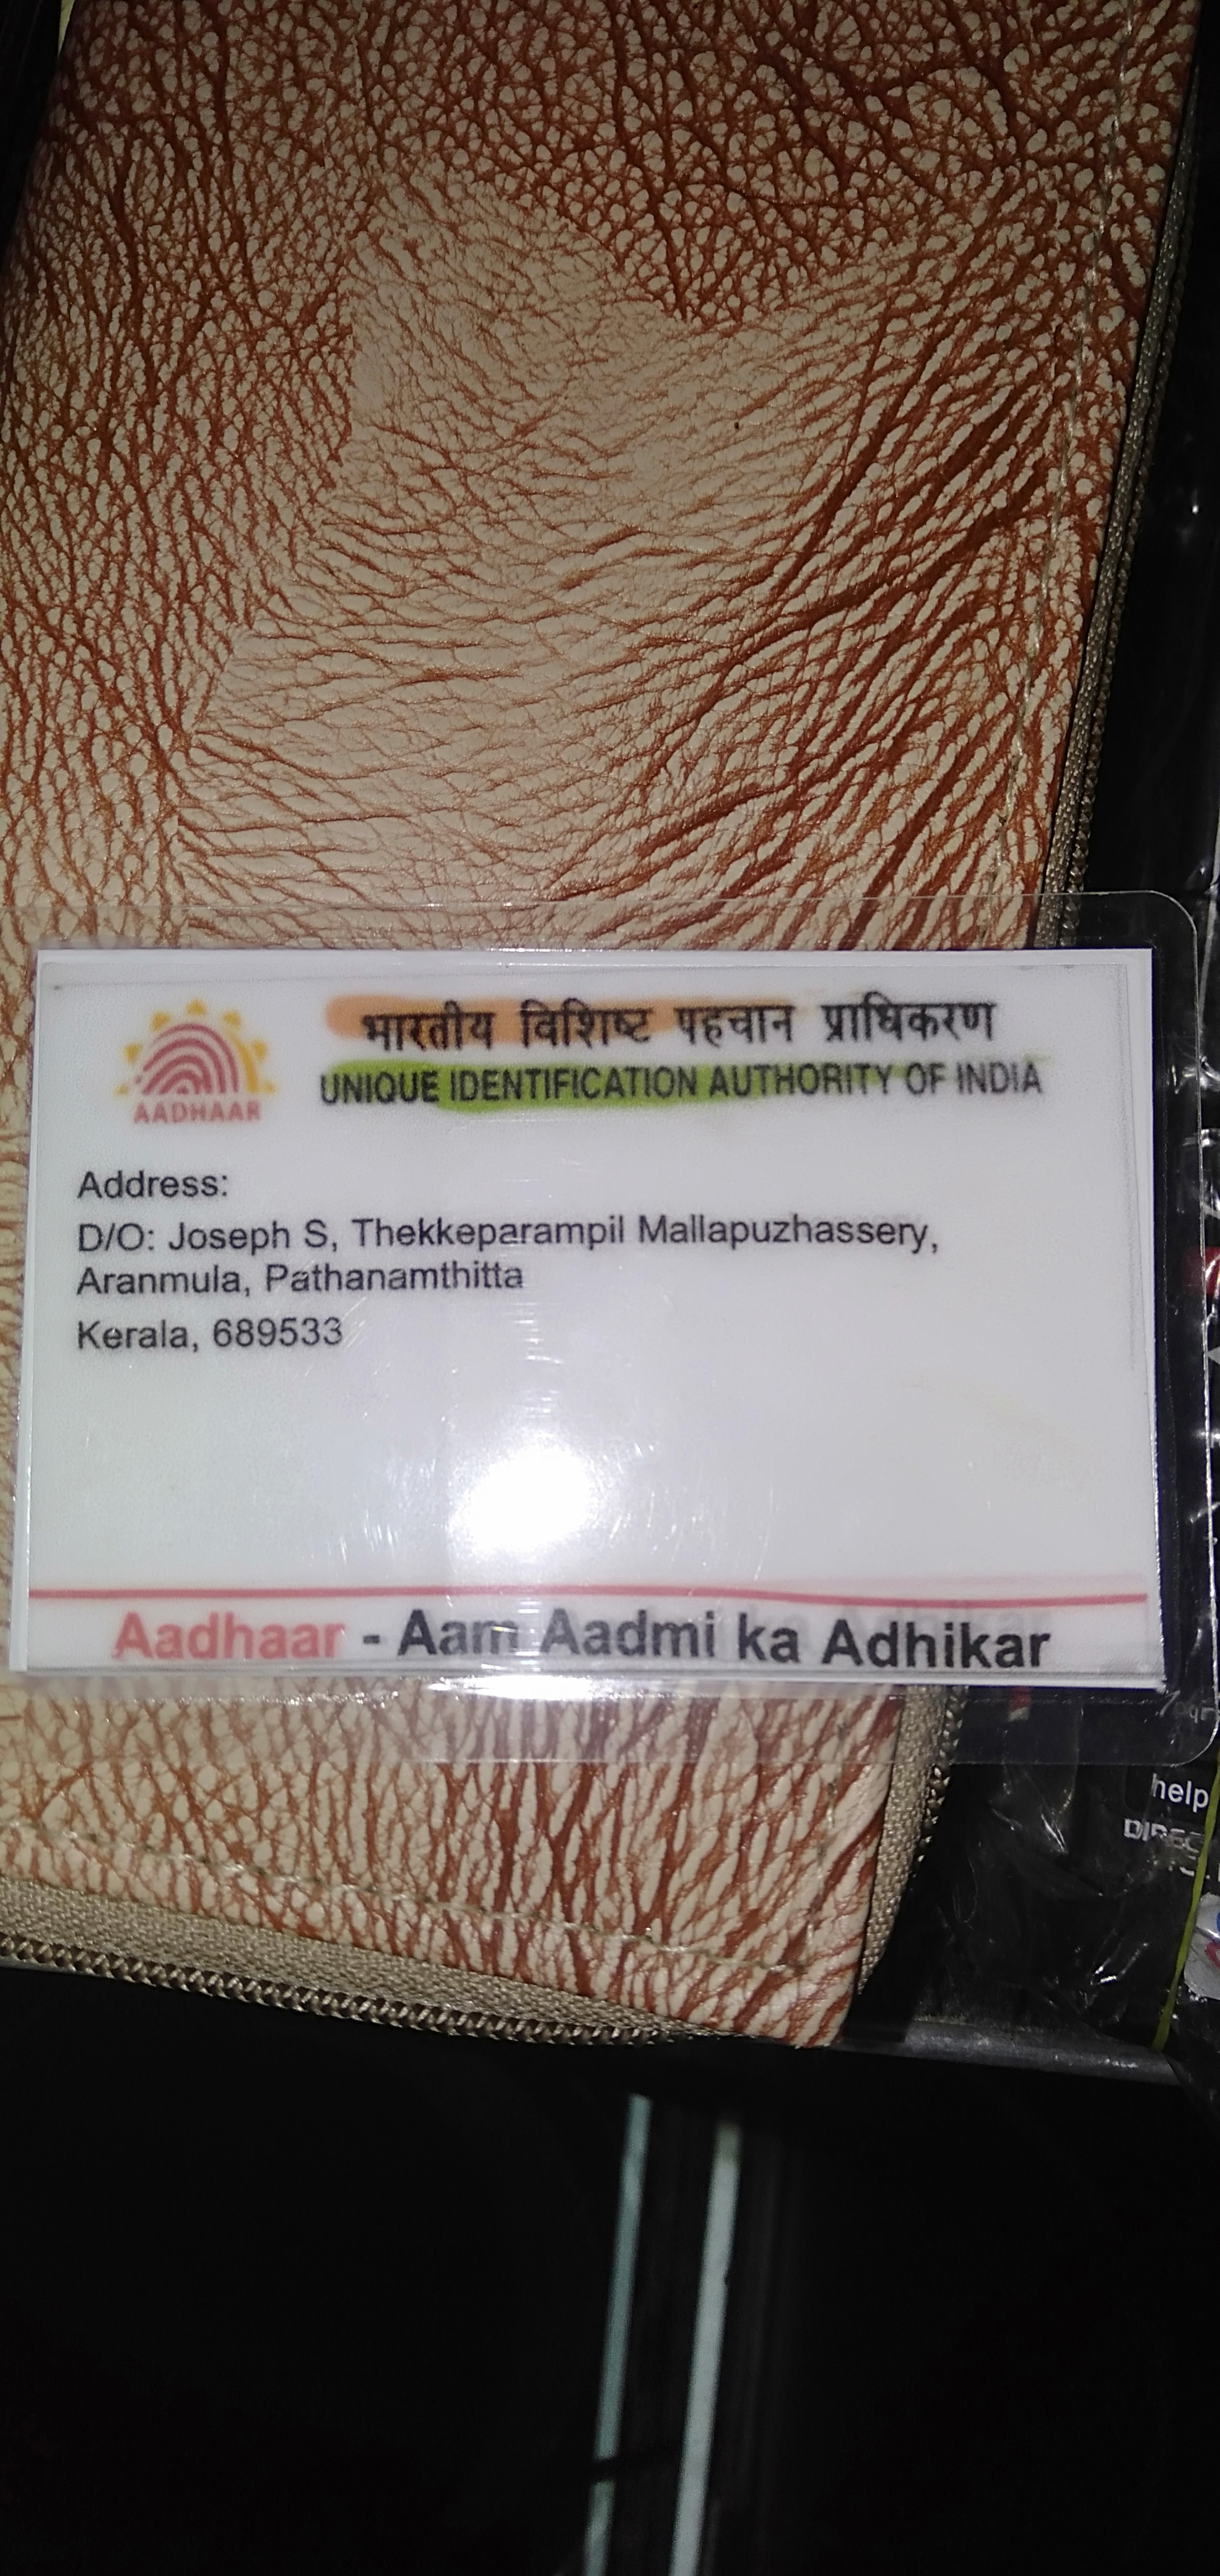 भारतीय विशिष्ट पहचान प्राधिकरण
UNIQUE IDENTIFICATION AUTHORITY OF INDIA
AADHAAR
Address:
D/O: Joseph S, Thekkeparampil Mallapuzhassery,
Aranmula, Pathanamthitta
Kerala, 689533
Aadhaar - Aam Aadmi ka Adhikar
help